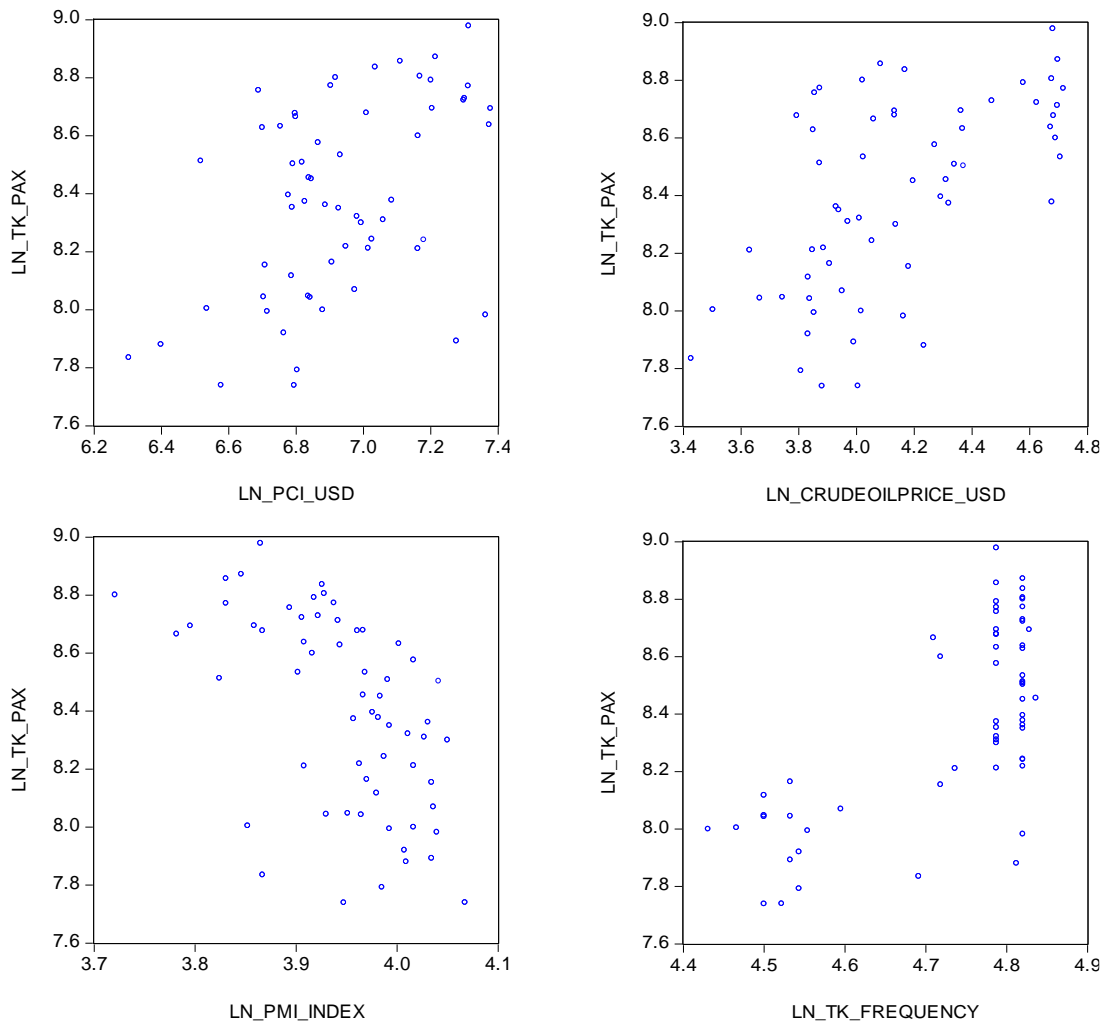 9.0
8.8
8.6
8.4
8.2
8.0
7.8
7.6
LN_TK_PAX
6.2 6.4 6.6 6.8 7.0 7.2 7.4
LN_PCI_USD
9.0
8.8
8.6
8.4
8.2
8.0
7.8
7.6
LN_TK_PAX
3.4 3.6 3.8 4.0 4.2 4.4 4.6 4.8
LN_CRUDEOILPRICE_USD
9.0
8.8
8.6
8.4
8.2
8.0
7.8
7.6
LN_TK_PAX
3.7 3.8 3.9 4.0 4.1
LN_PMI_INDEX
9.0
8.8
8.6
8.4
8.2
8.0
7.8
7.6
LN_TK_PAX
4.4 4.5 4.6 4.7 4.8 4.9
LN_TK_FREQUENCY